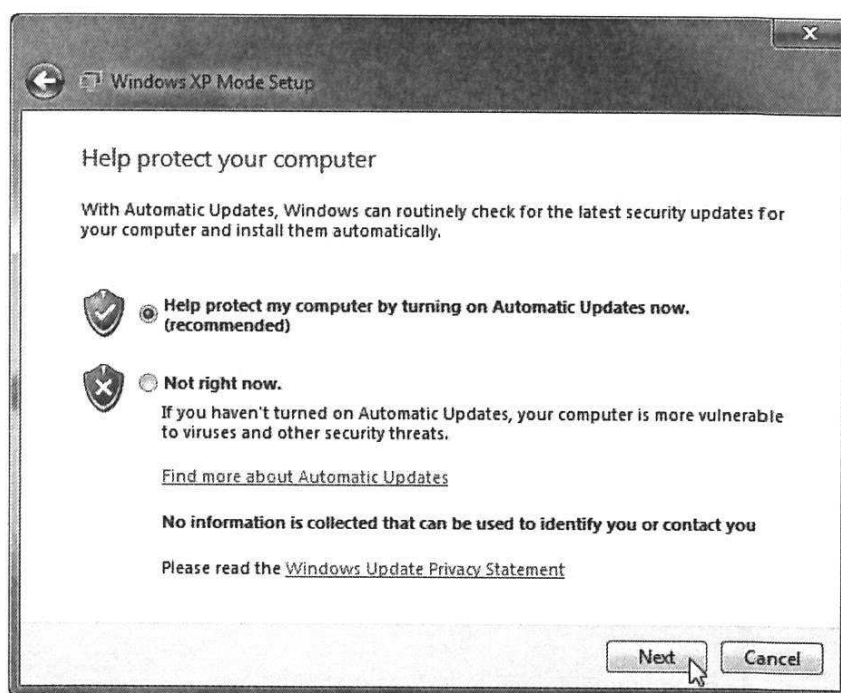 Windows XP Mode Setup
Help protect your computer
With Automatic Updates, Windows can routinely check for the latest security updates for
your computer and install them automatically.
Help protect my computer by turning on Automatic Updates now.
(recommended)
Not right now.
If you haven't turned on Automatic Updates, your computer is more vulnerable
to viruses and other security threats.
Find more about Automatic Updates
No information is collected that can be used to identify you or contact you
Please read the Windows Update Privacy Statement
Next
Cancel